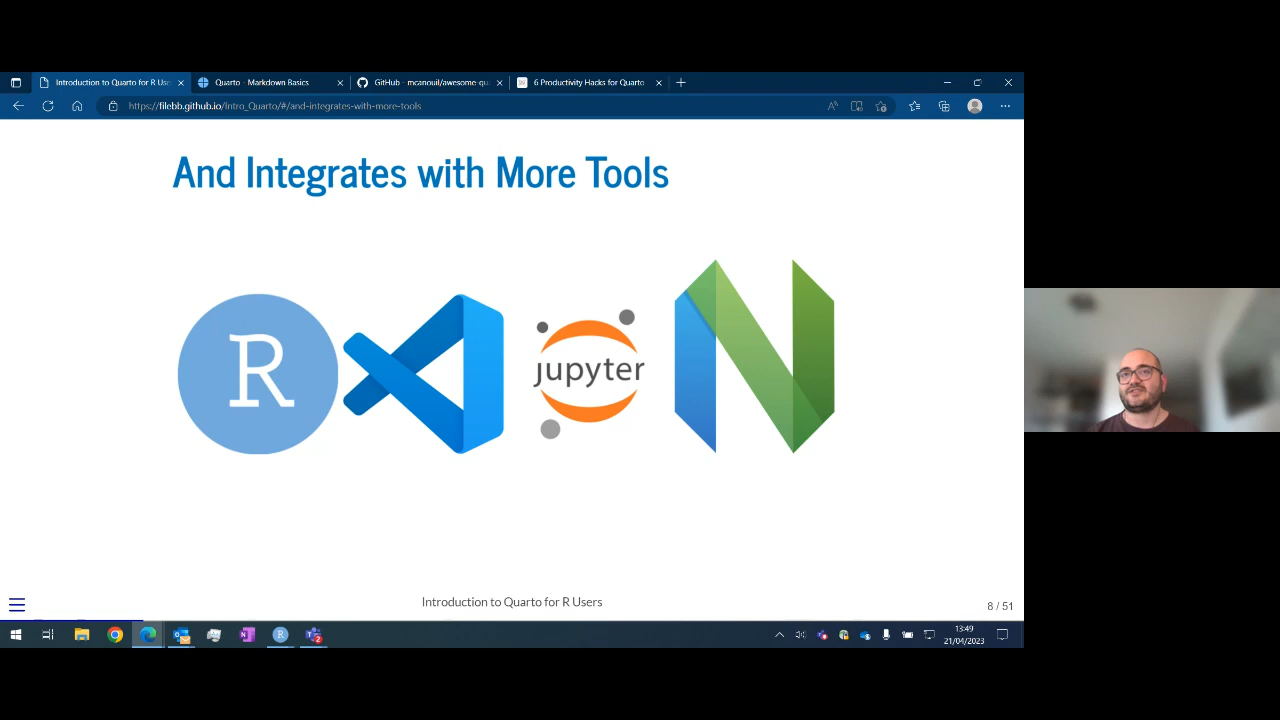 Introduction to Quarto for R Use
Quarto - Markdown Basics
GitHub - mcanouil/awesome-qu
6 Productivity Hacks for Quarto
https://filebb.github.io/Intro_Quarto/#/and-integrates-with-more-tools
And Integrates with More Tools
R
jupyter
N
Introduction to Quarto for R Users
8 / 51
13:49
21/04/2023